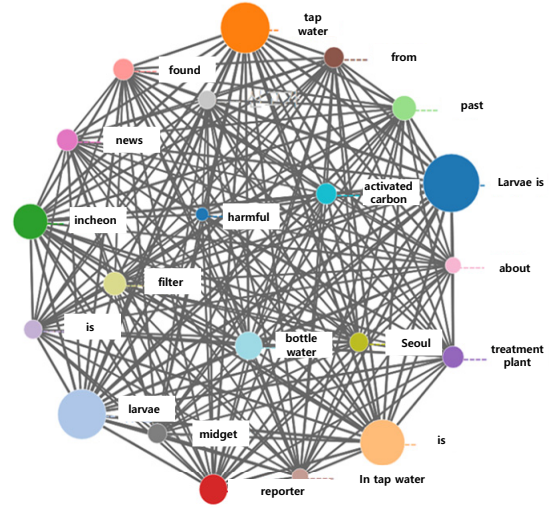 tap
water
from
found
past
news
activated
carbon
Larvae is
incheon
harmful
about
filter
is
bottle
water
Seoul
treatment
plant
larvae
midget
is
In tap water
reporter